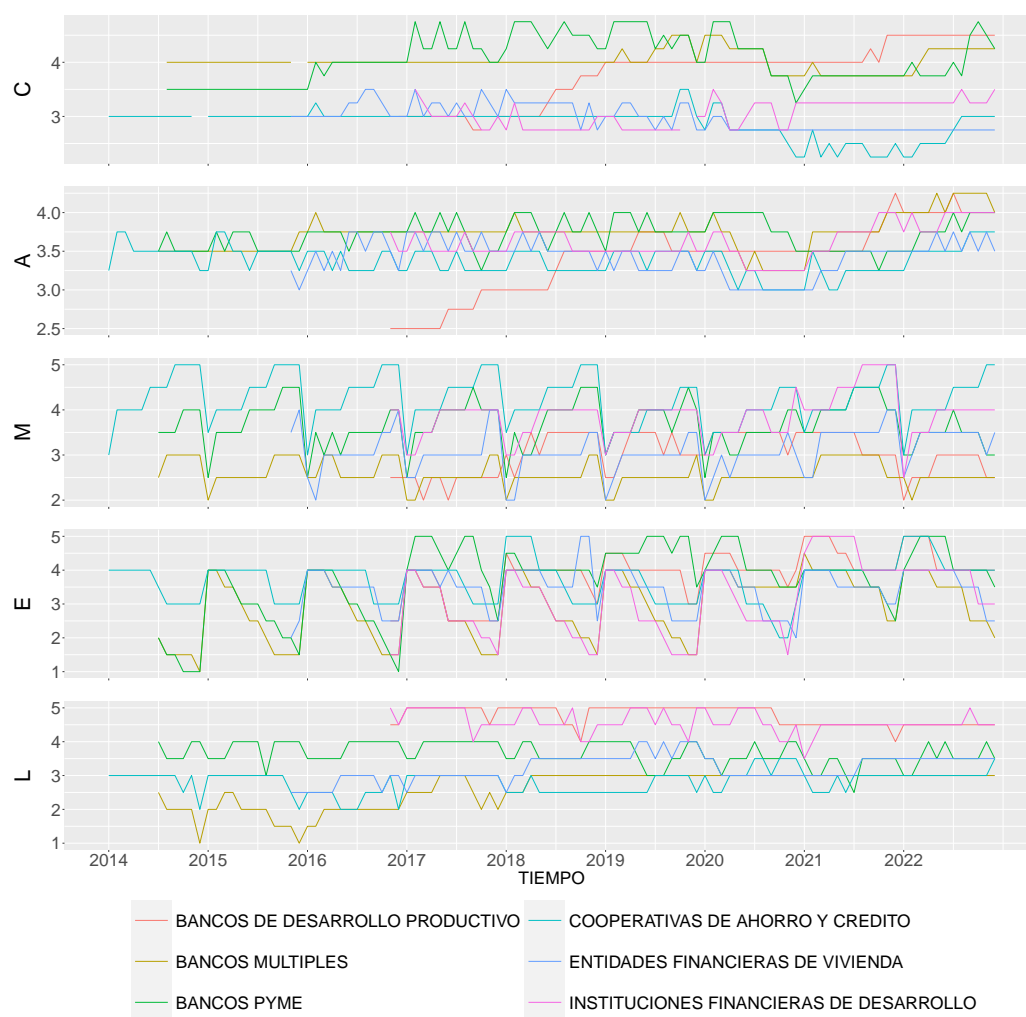 C
4
3
A
4.0
3.5
3.0
2.5
M
5
4
3
2
E
5
4
3
2
1
L
5
4
3
2
1
2014 2015 2016 2017 2018 2019 2020 2021 2022
TIEMPO
BANCOS DE DESARROLLO PRODUCTIVO COOPERATIVAS DE AHORRO Y CREDITO
BANCOS MULTIPLES ENTIDADES FINANCIERAS DE VIVIENDA
BANCOS PYME INSTITUCIONES FINANCIERAS DE DESARROLLO